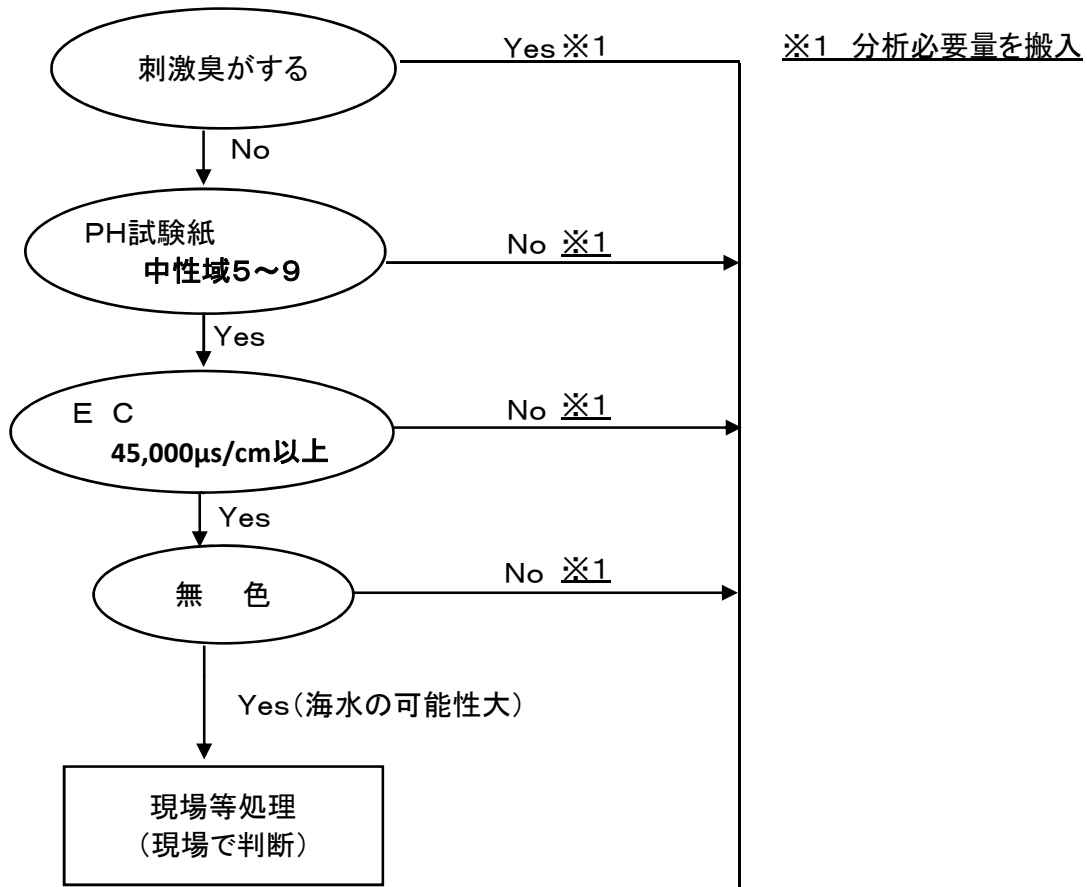 刺激臭がする
Yes※1
※1 分析必要量を搬入
No
PH試験紙
中性域5~9
No ※1
Yes
E C
45,000μs/cm以上
No ※1
Yes
無 色
No ※1
Yes(海水の可能性大)
現場等処理
(現場で判断)